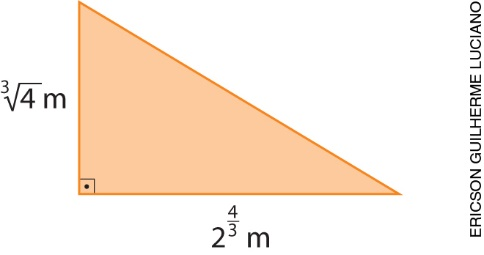 ∛4 m
2^{4/3} m
ERICSON GUILHERME LUCIANO